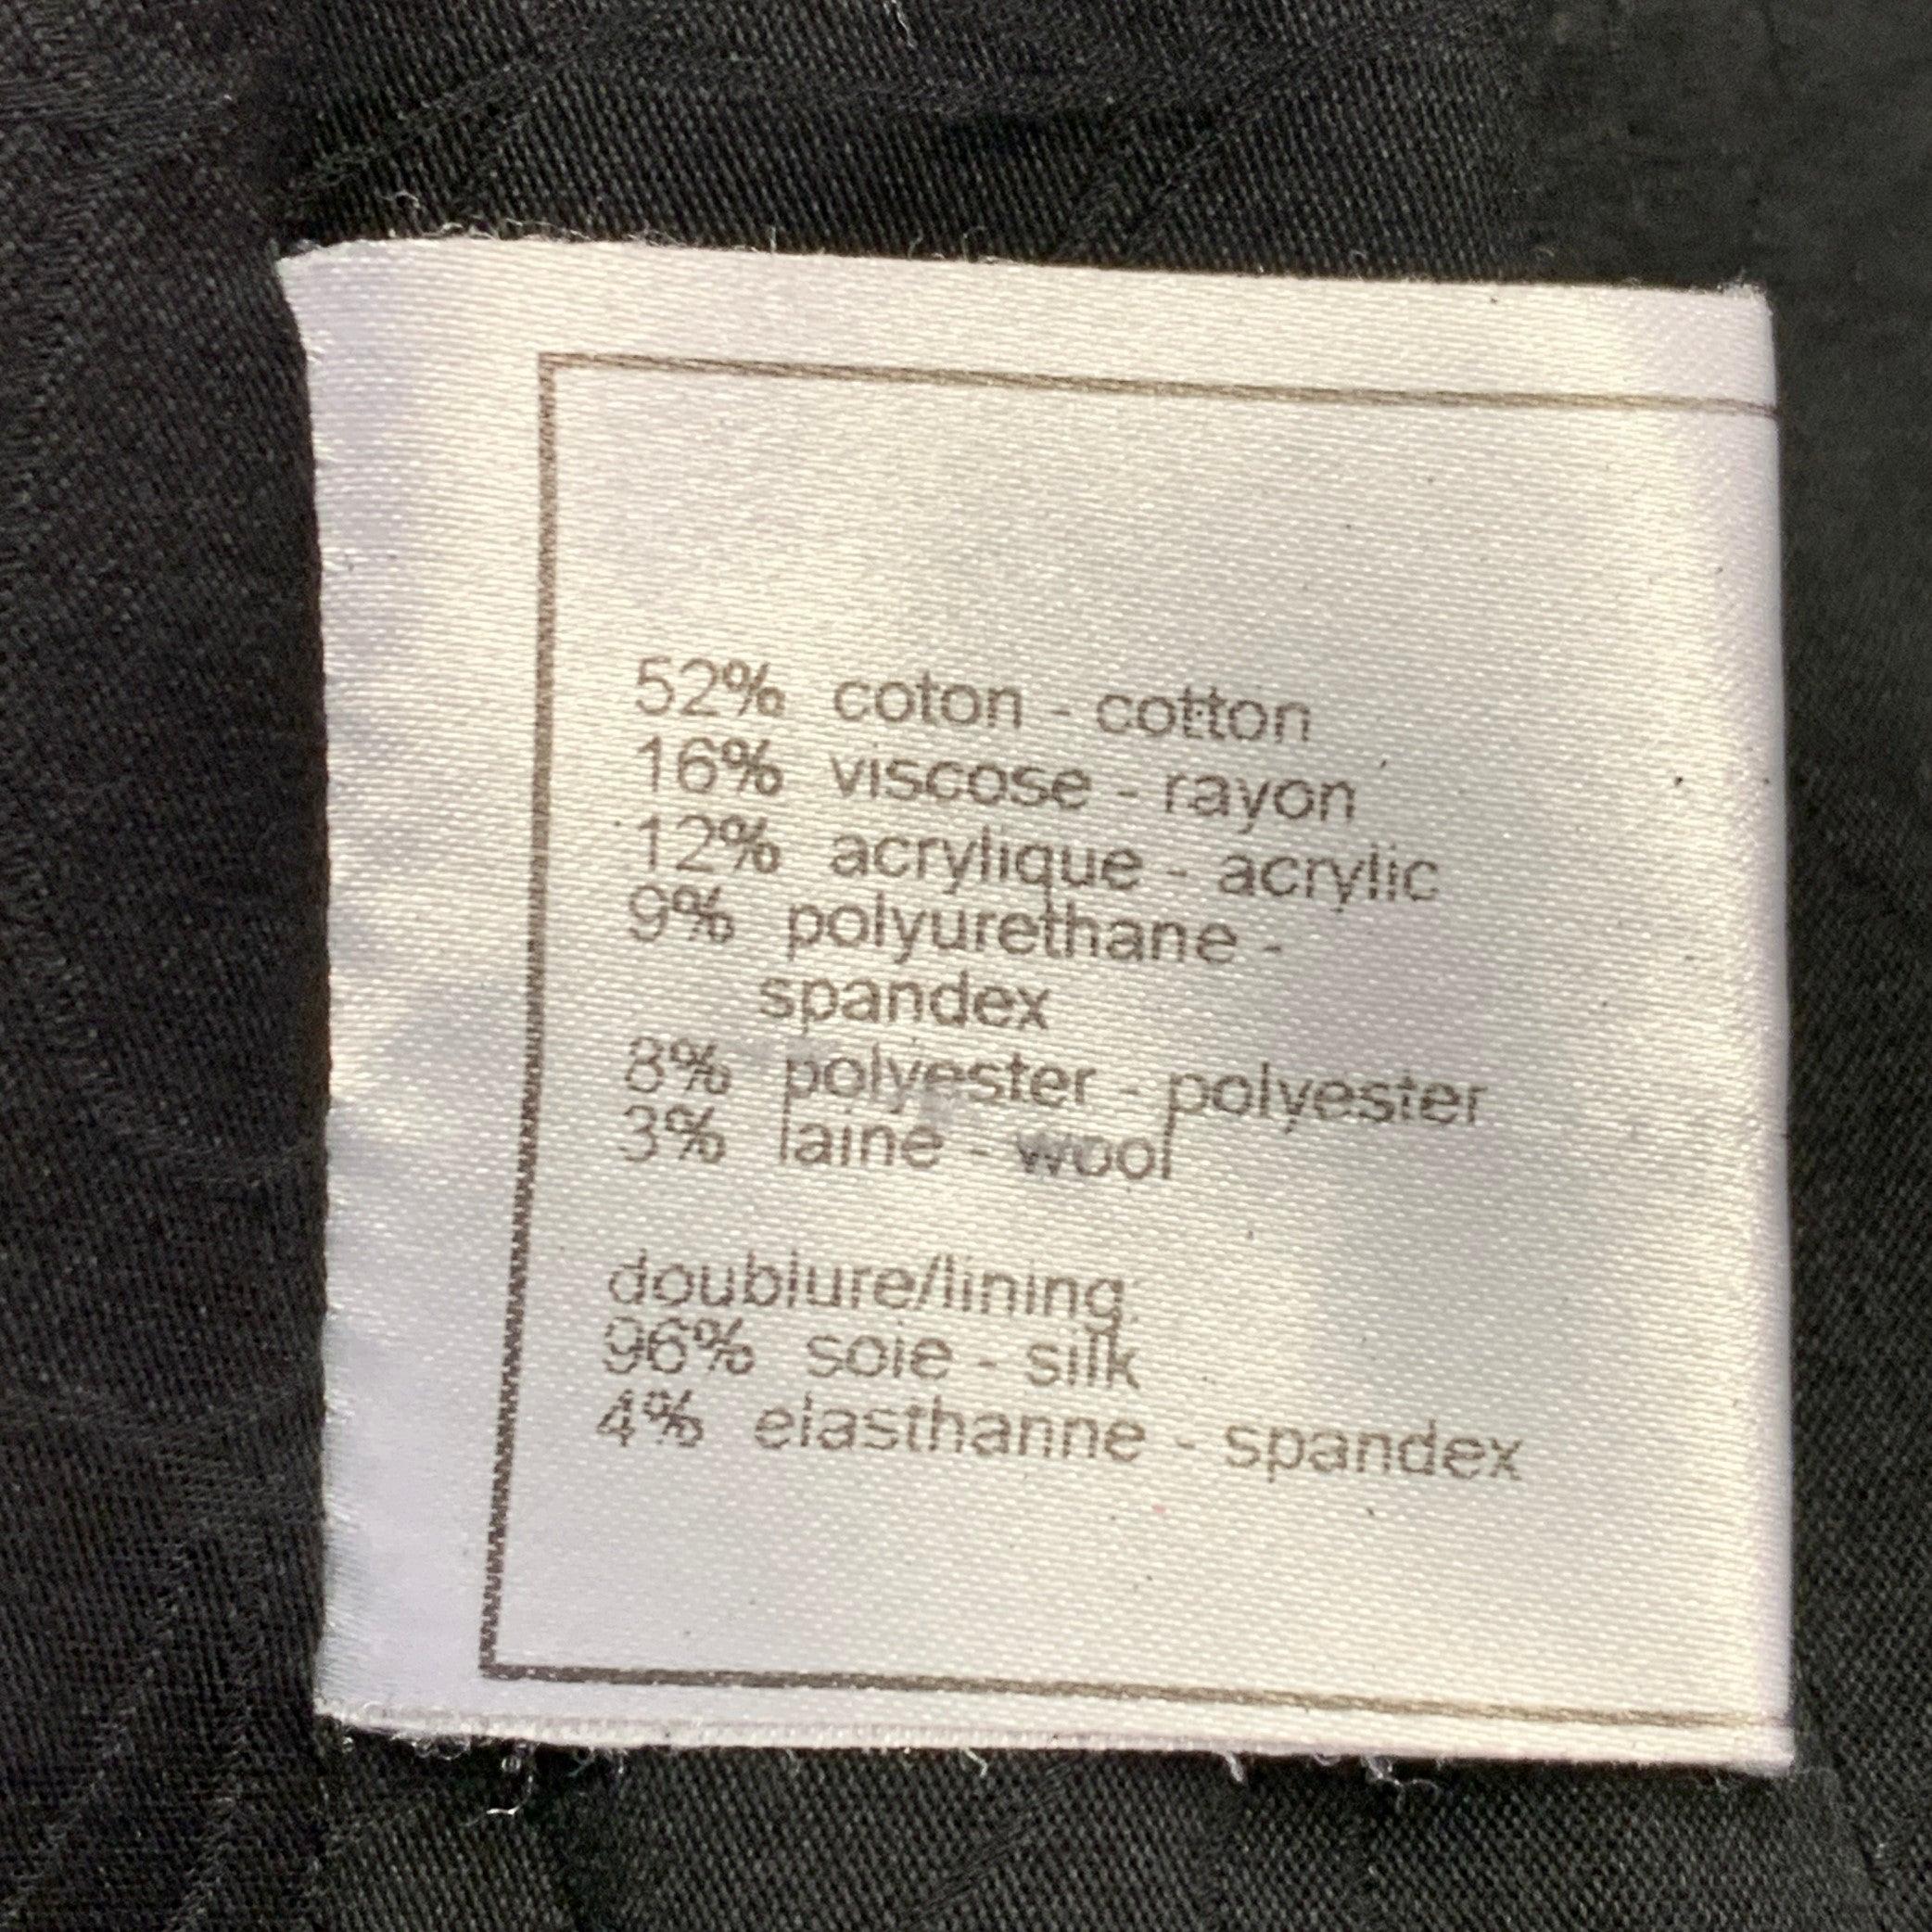 52% coton - cotton
16% viscose - rayon
12% acrylique - acrylic
9% polyurethane -
spandex
8% polyester - polyester
3% laine - wool
doublure/lining:
96% soie - silk
4% elasthanne - spandex